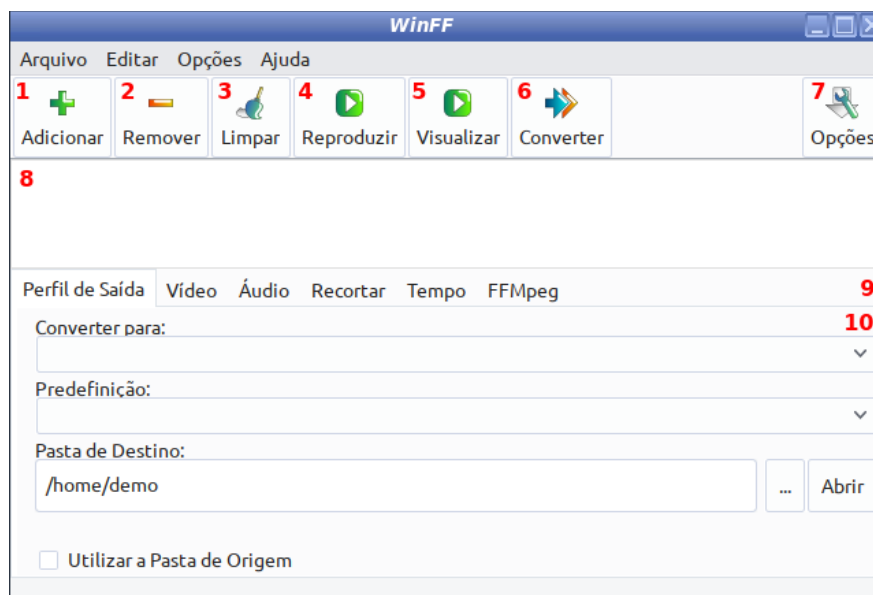 WinFF
Arquivo Editar Opções Ajuda
1 2 3 4 5 6 7
Adicionar Remover Limpar Reproduzir Visualizar Converter Opções
8
Perfil de Saída Vídeo Áudio Recortar Tempo FFMpeg 9
Converter para: 10
Predefinição:
Pasta de Destino:
/home/demo ... Abrir
Utilizar a Pasta de Origem